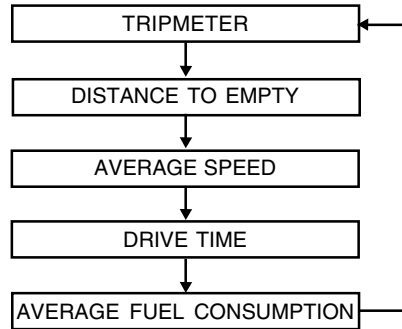 TRIPMETER
DISTANCE TO EMPTY
AVERAGE SPEED
DRIVE TIME
AVERAGE FUEL CONSUMPTION